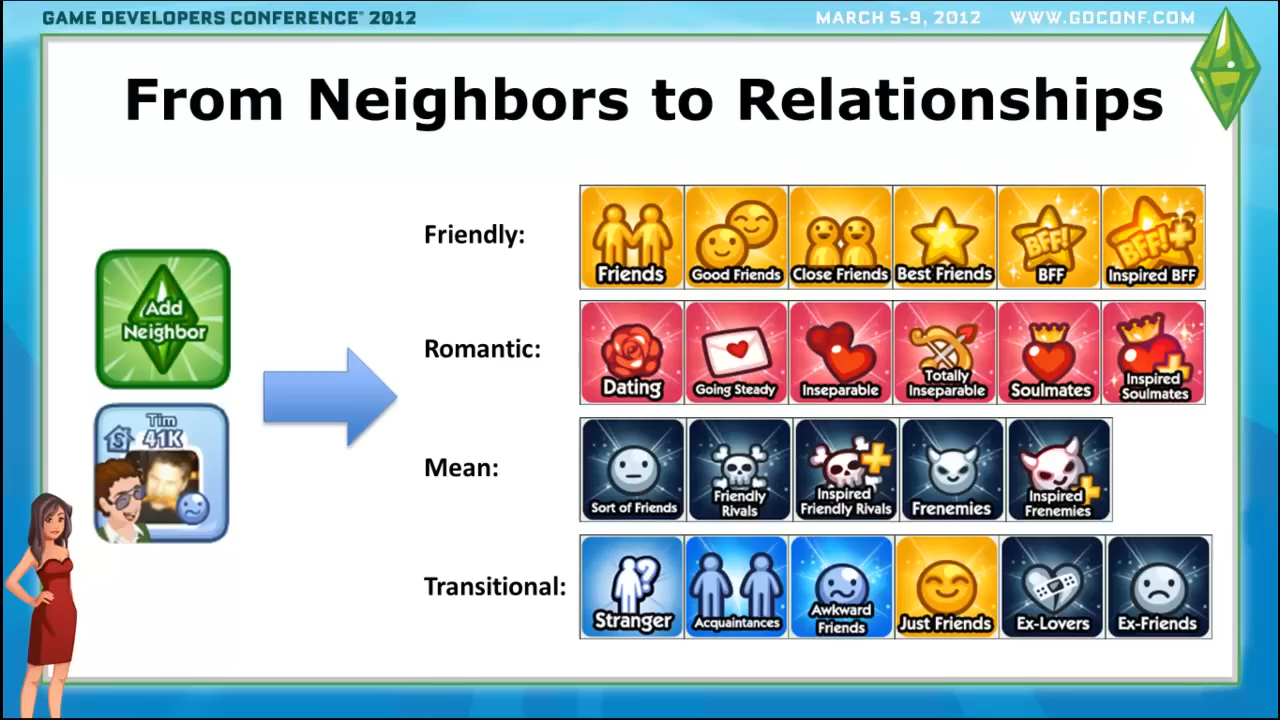 GAME DEVELOPERS CONFERENCE® 2012
MARCH 5-9, 2012 WWW.GDCONF.COM
From Neighbors to Relationships
Add
Neighbor
Tim
41K
Friendly:
Friends
Good Friends
Close Friends
Best Friends
BFF!
BFF
BFF!
Inspired BFF
Romantic:
Dating
Going Steady
Inseparable
Totally
Inseparable
Soulmates
Inspired
Soulmates
Mean:
Sort of Friends
Friendly
Rivals
Inspired
Friendly Rivals
Frenemies
Inspired
Frenemies
Transitional:
Stranger
Acquaintances
Awkward
Friends
Just Friends
Ex-Lovers
Ex-Friends